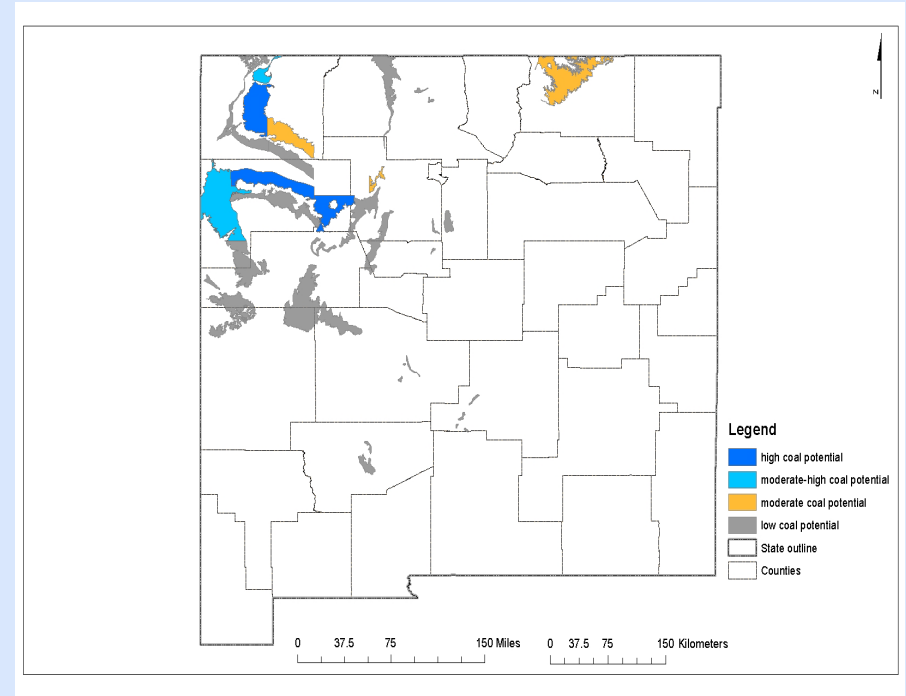 N
Legend
high coal potential
moderate-high coal potential
moderate coal potential
low coal potential
State outline
Counties
0 37.5 75 150 Miles
0 37.5 75 150 Kilometers